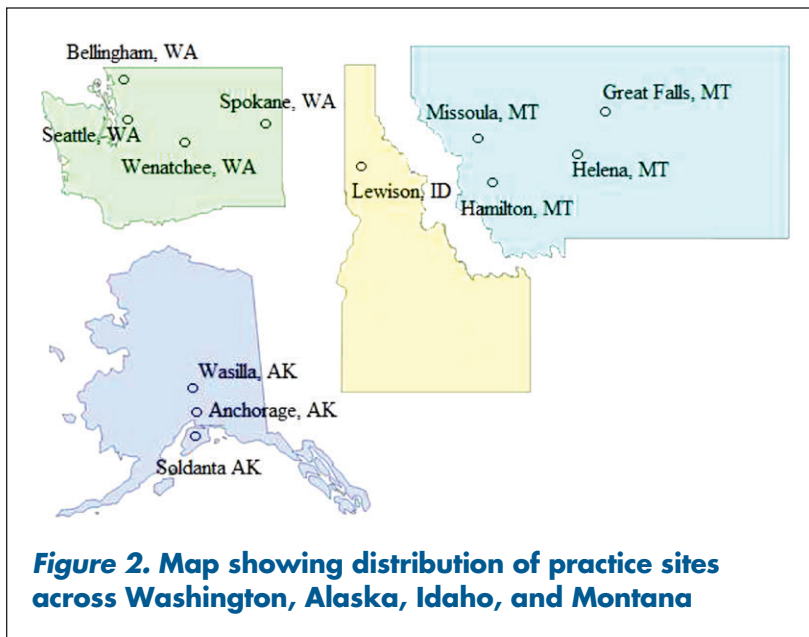 Bellingham, WA
Spokane, WA
Seattle, WA
Wenatchee, WA
Great Falls, MT
Missoula, MT
Helena, MT
Hamilton, MT
Lewison, ID
Wasilla, AK
Anchorage, AK
Søldanta AK
Figure 2. Map showing distribution of practice sites
across Washington, Alaska, Idaho, and Montana